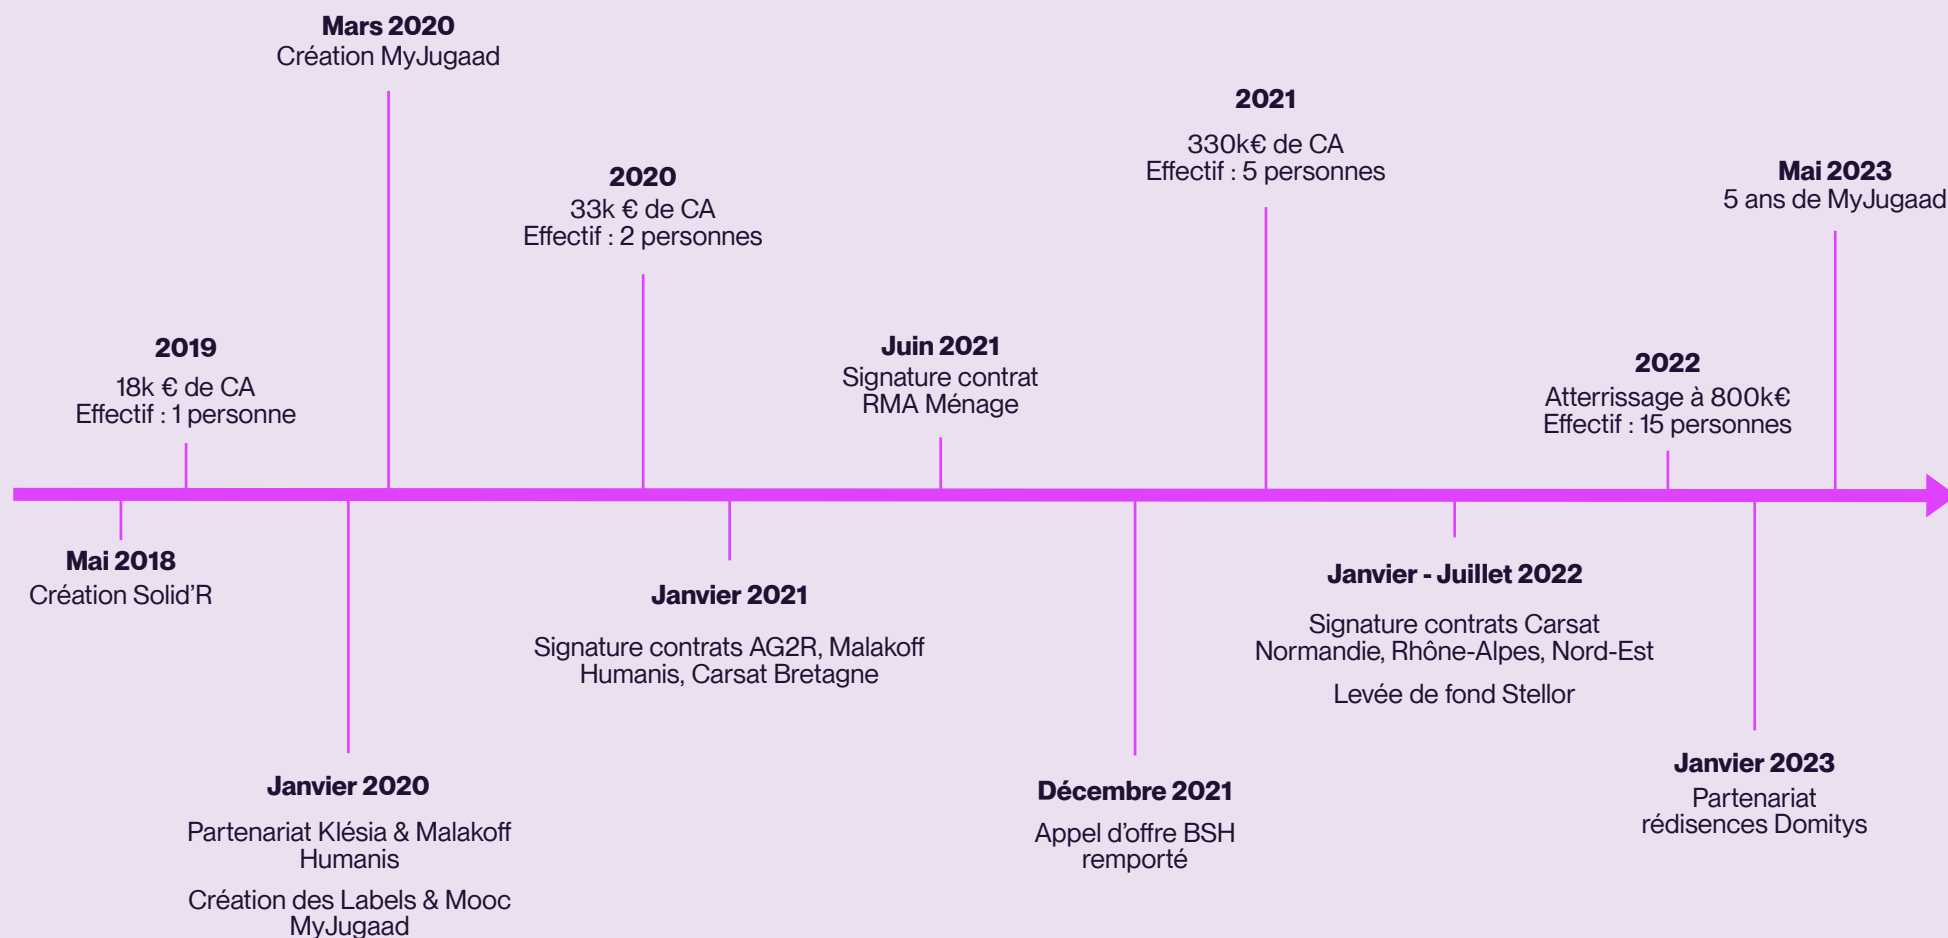 Mars 2020
Création MyJugaad
2021
330k€ de CA
Effectif : 5 personnes
2020
33k € de CA
Effectif : 2 personnes
Mai 2023
5 ans de MyJugaad
2019
18k € de CA
Effectif : 1 personne
Juin 2021
Signature contrat
RMA Ménage
2022
Atterrissage à 800k€
Effectif : 15 personnes
Mai 2018
Création Solid’R
Janvier 2021
Signature contrats AG2R, Malakoff
Humanis, Carsat Bretagne
Janvier - Juillet 2022
Signature contrats Carsat
Normandie, Rhône-Alpes, Nord-Est
Levée de fond Stellor
Janvier 2020
Partenariat Klésia & Malakoff
Humanis
Création des Labels & Mooc
MyJugaad
Décembre 2021
Appel d’offre BSH
remporté
Janvier 2023
Partenariat
rédisences Domitys